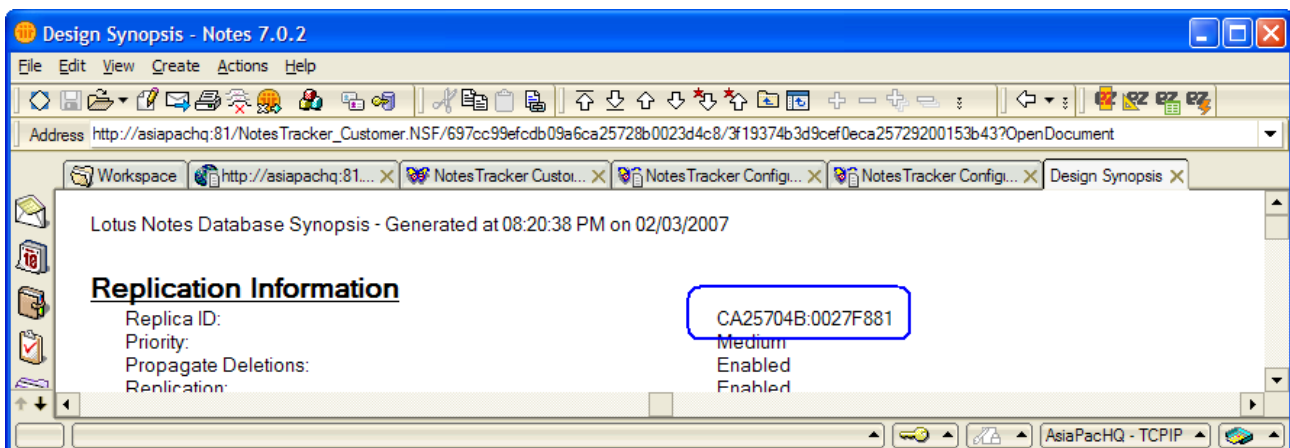 Design Synopsis - Notes 7.0.2
File Edit View Create Actions Help
Address http://asiapachq:81/NotesTracker_Customer.NSF/697cc99efcdb09a6ca25728b0023d4c8/3f19374b3d9cef0eca25729200153b43?OpenDocument
Workspace http://asiapachq:81.... NotesTracker Custor... NotesTracker Configu... NotesTracker Configu... Design Synopsis
Lotus Notes Database Synopsis - Generated at 08:20:38 PM on 02/03/2007
Replication Information
Replica ID: CA25704B:0027F881
Priority: Medium
Propagate Deletions: Enabled
Replication: Enabled
AsiaPacHQ - TCPIP